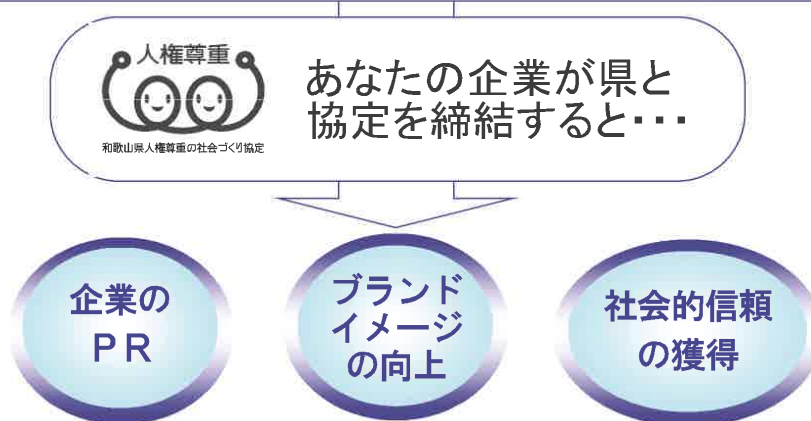 人権尊重
和歌山県人権尊重の社会づくり協定
あなたの企業が県と
協定を締結すると・・・
企業の
ＰＲ
ブランド
イメージ
の向上
社会的信頼
の獲得